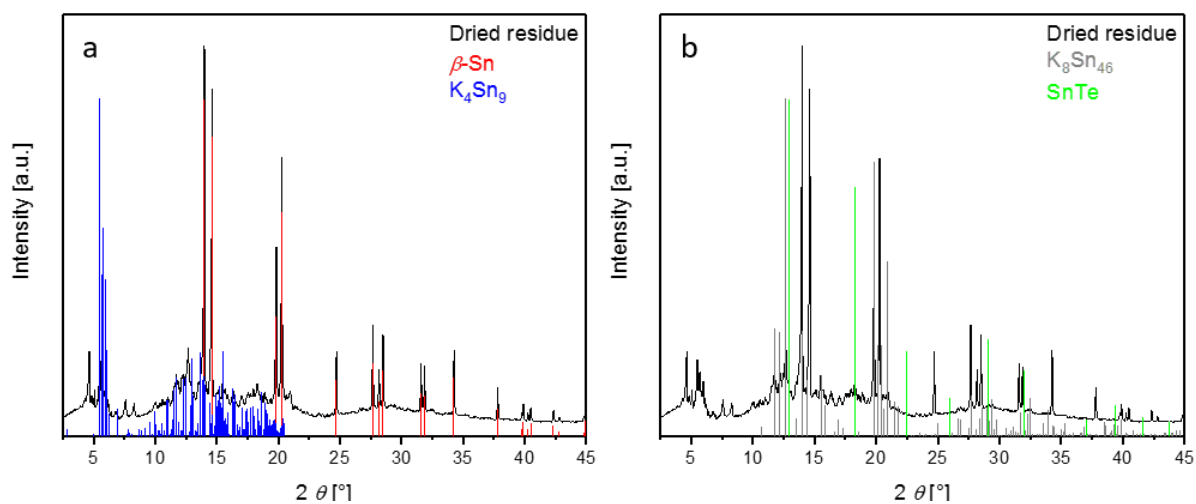 a
Dried residue
β-Sn
K₄Sn₉
Intensity [a.u.]
5 10 15 20 25 30 35 40 45
2 θ [°]
b
Dried residue
K₈Sn₄₆
SnTe
Intensity [a.u.]
5 10 15 20 25 30 35 40 45
2 θ [°]